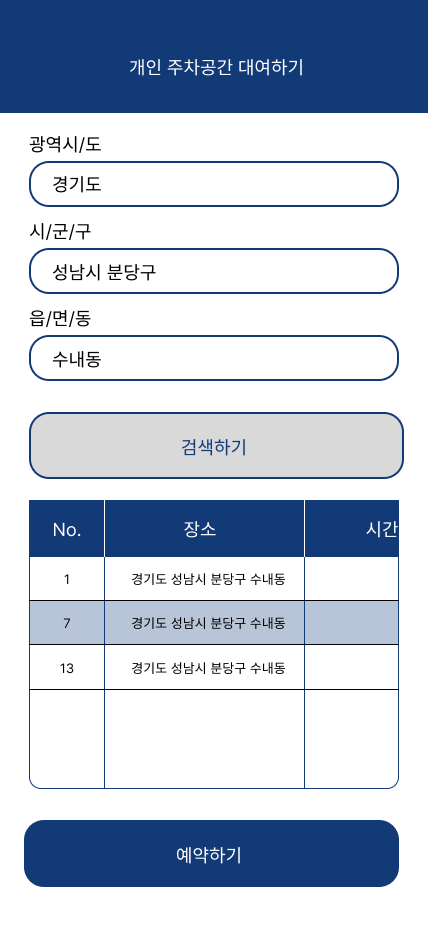 개인 주차공간 대여하기
광역시/도
경기도
시/군/구
성남시 분당구
읍/면/동
수내동
검색하기
No. 장소 시간
1 경기도 성남시 분당구 수내동
7 경기도 성남시 분당구 수내동
13 경기도 성남시 분당구 수내동
예약하기